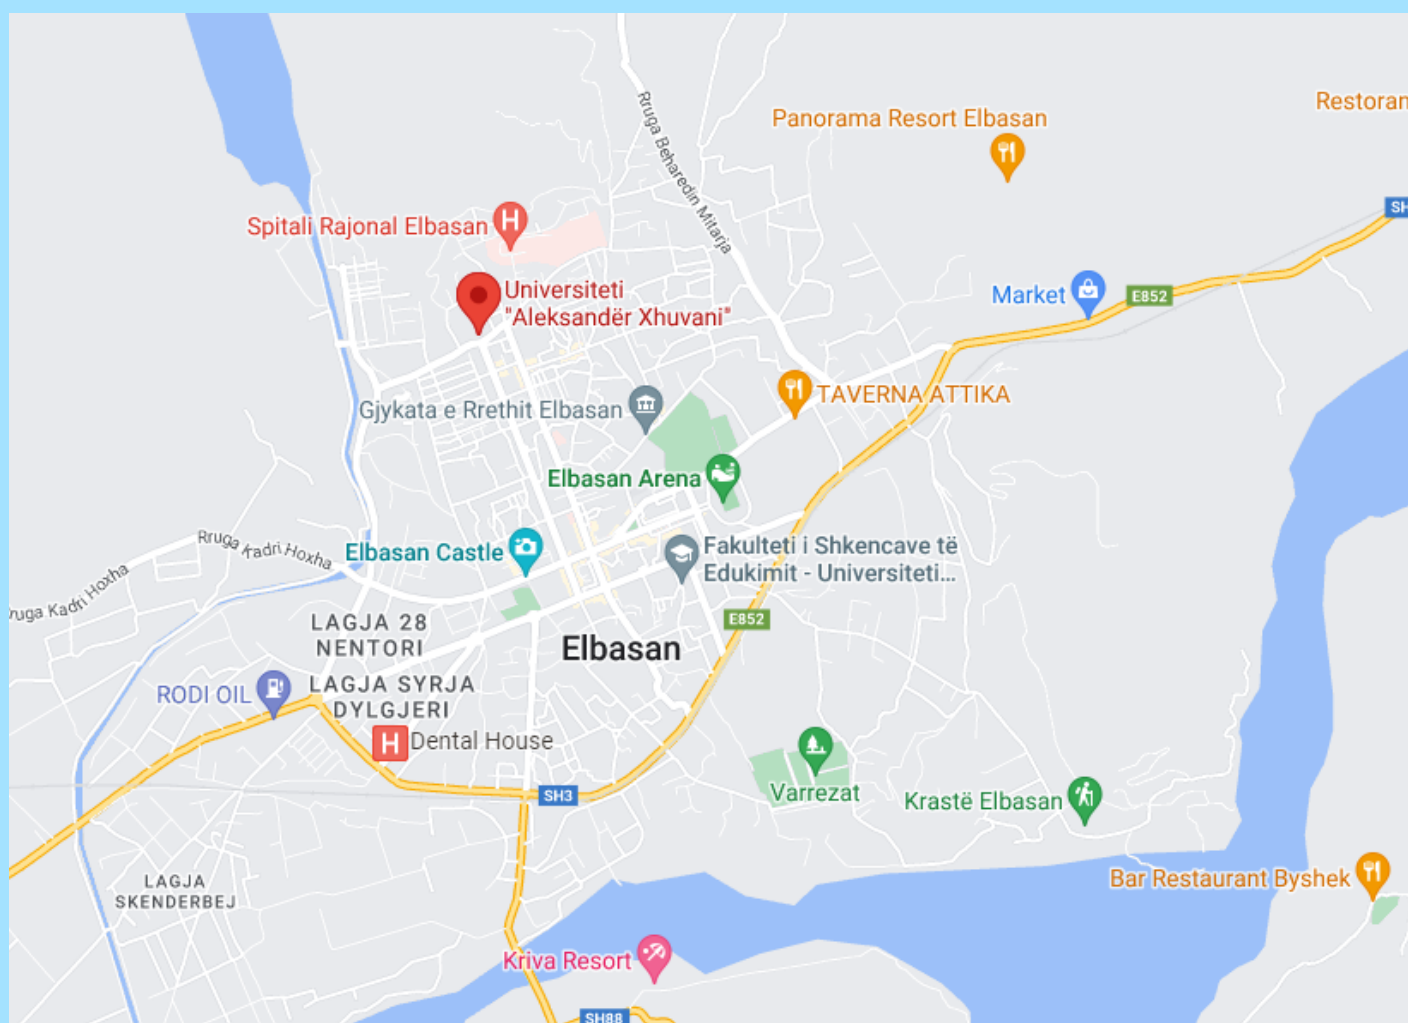 Restoran
Panorama Resort Elbasan
Rruga Beharedin Mitarja
SH
Spitali Rajonal Elbasan
H
Universiteti
"Aleksandër Xhuvani"
Market
E852
TAVERNA ATTIKA
Gjykata e Rrethit Elbasan
Elbasan Arena
Rruga Kadri Hoxha
Elbasan Castle
Fakulteti i Shkencave të
Edukimit - Universiteti...
ruga Kadri Hoxha
LAGJA 28
NENTORI
E852
Elbasan
RODI OIL
LAGJA SYRJA
DYLGJERI
H
Dental House
SH3
Varrezat
Krastë Elbasan
LAGJA
SKENDERBEJ
Bar Restaurant Byshek
Kriva Resort
SH88